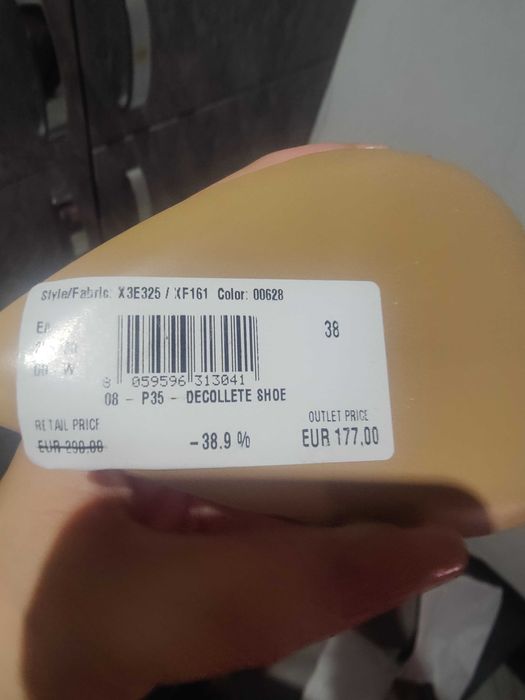 Style/Fabric: X3E325 / XF161 Color: 00628
38
8 059596 313041
08 - P35 - DECOLLETE SHOE
RETAIL PRICE
OUTLET PRICE
EUR 290.00
-38.9 %
EUR 177,00